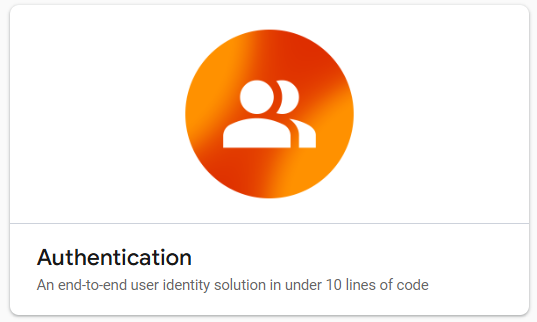 Authentication
An end-to-end user identity solution in under 10 lines of code